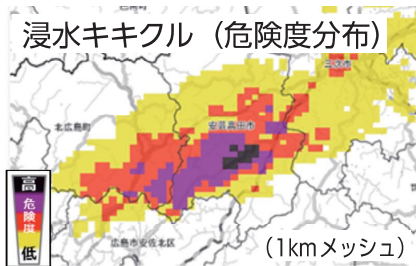 浸水キキクル（危険度分布）
三次市
北広島町
安芸高田市
高
危険度
低
広島市安佐北区
（1kmメッシュ）